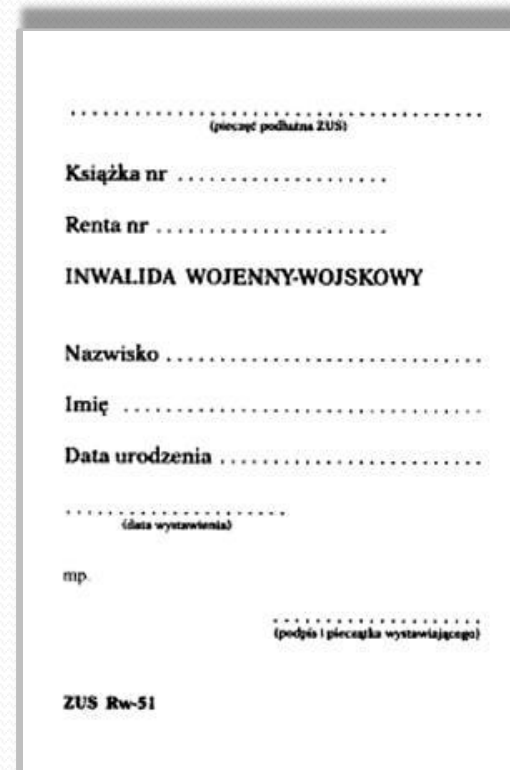 ........................................
(pieczęć podłużna ZUS)
Książka nr ....................
Renta nr ......................
INWALIDA WOJENNY-WOJSKOWY
Nazwisko ..............................
Imię ..................................
Data urodzenia .........................
.....................
(data wystawienia)
mp.
....................
(podpis i pieczątka wystawiającego)
ZUS Rw-51